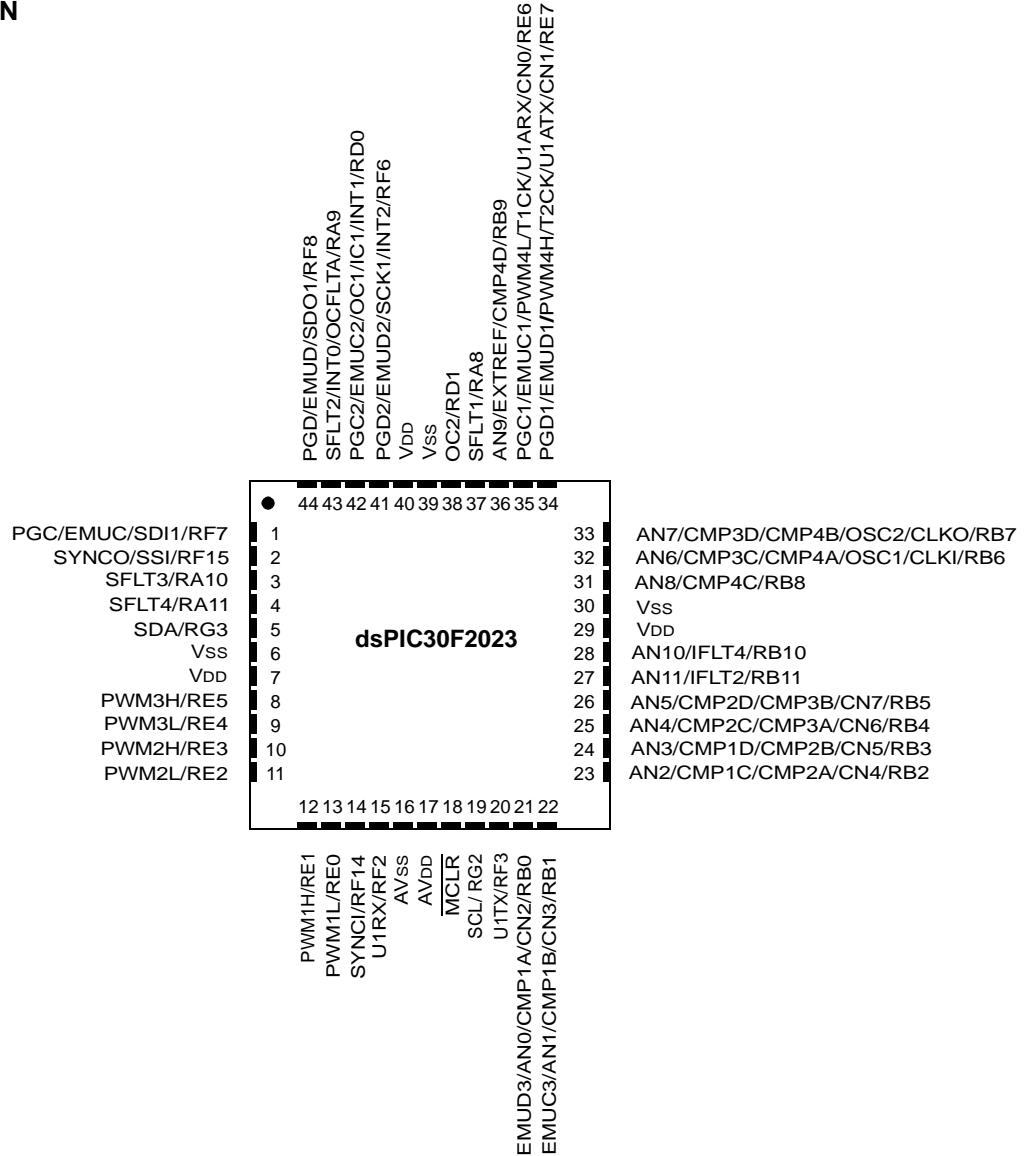 N
PGD/EMUD/SDO1/RF8
SFLT2/INT0/OCFLTA/RA9
PGC2/EMUC2/OC1/IC1/INT1/RD0
PGD2/EMUD2/SCK1/INT2/RF6
VDD
VSS
OC2/RD1
SFLT1/RA8
AN9/EXTREF/CMP4D/RB9
PGC1/EMUC1/PWM4L/T1CK/U1ARX/CN0/RE6
PGD1/EMUD1/PWM4H/T2CK/U1ATX/CN1/RE7
44 43 42 41 40 39 38 37 36 35 34
PGC/EMUC/SDI1/RF7 1
SYNCO/SSI/RF15 2
SFLT3/RA10 3
SFLT4/RA11 4
SDA/RG3 5
VSS 6
VDD 7
PWM3H/RE5 8
PWM3L/RE4 9
PWM2H/RE3 10
PWM2L/RE2 11
dsPIC30F2023
33 AN7/CMP3D/CMP4B/OSC2/CLKO/RB7
32 AN6/CMP3C/CMP4A/OSC1/CLKI/RB6
31 AN8/CMP4C/RB8
30 VSS
29 VDD
28 AN10/IFLT4/RB10
27 AN11/IFLT2/RB11
26 AN5/CMP2D/CMP3B/CN7/RB5
25 AN4/CMP2C/CMP3A/CN6/RB4
24 AN3/CMP1D/CMP2B/CN5/RB3
23 AN2/CMP1C/CMP2A/CN4/RB2
12 13 14 15 16 17 18 19 20 21 22
PWM1H/RE1
PWM1L/RE0
SYNCI/RF14
U1RX/RF2
AVSS
AVDD
MCLR
SCL/ RG2
U1TX/RF3
EMUD3/AN0/CMP1A/CN2/RB0
EMUC3/AN1/CMP1B/CN3/RB1